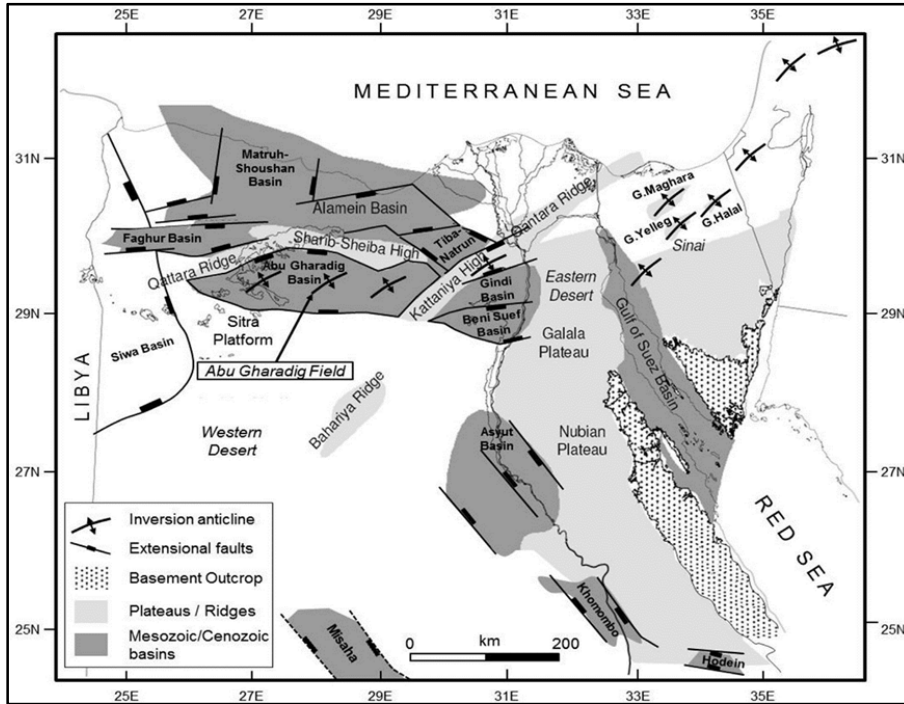 25E
27E
29E
31E
33E
35E
MEDITERRANEAN SEA
31N
31N
Matruh-
Shoushan
Basin
Alamein Basin
Faghur Basin
Sharib-Sheiba High
Tiba-
Natrun
Qantara Ridge
G.Maghara
G.Yelleg
G.Halal
Sinai
Qattara Ridge
Abu Gharadig
Basin
Kattaniya High
Gindi
Basin
Eastern
Desert
29N
29N
Beni Suef
Basin
Sitra
Platform
Galala
Plateau
Gulf of Suez Basin
Siwa Basin
LIBYA
Abu Gharadig Field
Bahariya Ridge
Western
Desert
Asyut
Basin
Nubian
Plateau
27N
27N
RED SEA
Inversion anticline
Extensional faults
Basement Outcrop
Plateaus / Ridges
Mesozoic/Cenozoic
basins
25N
25N
Misaha
0
km
200
Khomombo
Hodein
25E
27E
29E
31E
33E
35E